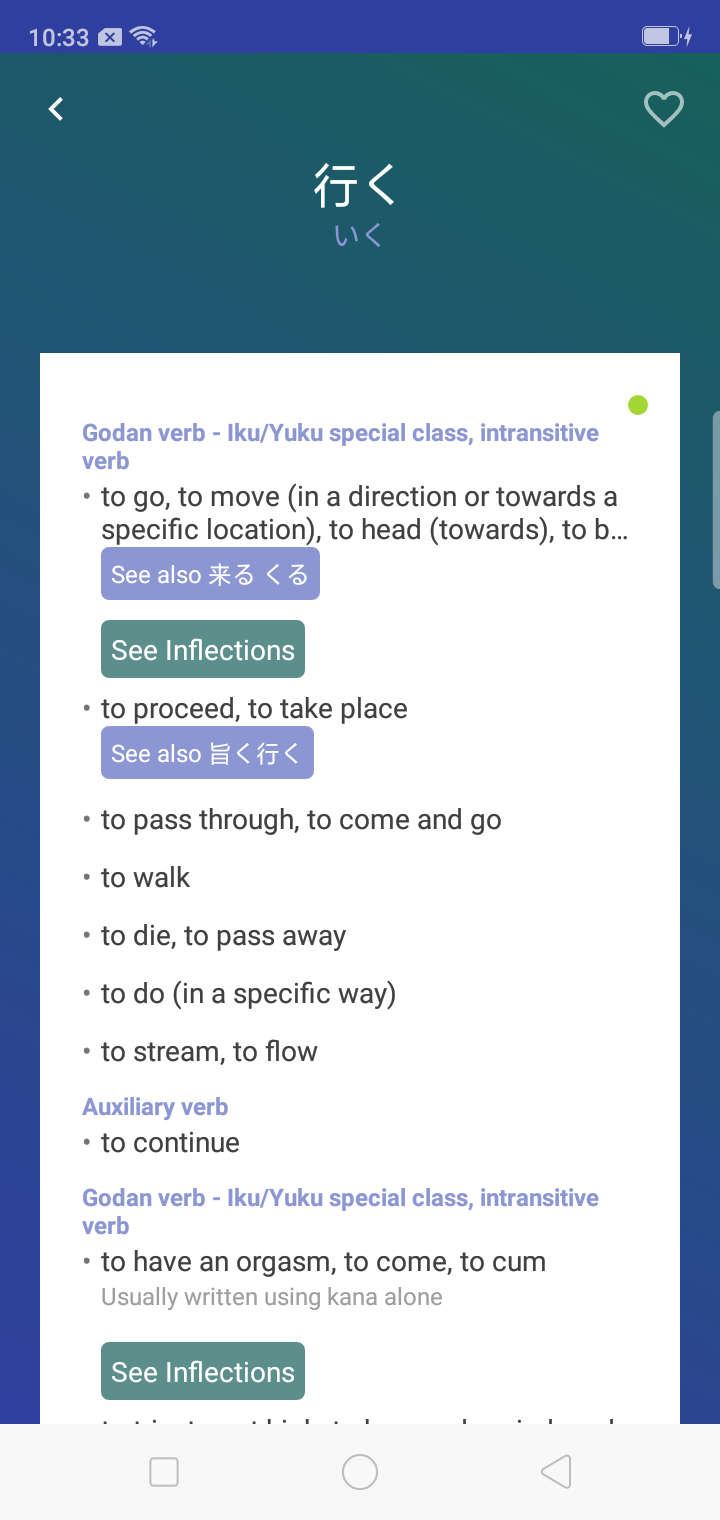 10:33
行く
いく
Godan verb - Iku/Yuku special class, intransitive
verb
• to go, to move (in a direction or towards a
specific location), to head (towards), to b...
See also 来る くる
See Inflections
• to proceed, to take place
See also 旨く行く
• to pass through, to come and go
• to walk
• to die, to pass away
• to do (in a specific way)
• to stream, to flow
Auxiliary verb
• to continue
Godan verb - Iku/Yuku special class, intransitive
verb
• to have an orgasm, to come, to cum
Usually written using kana alone
See Inflections